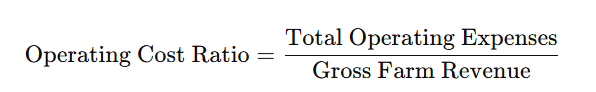 Operating Cost Ratio = Total Operating Expenses
Gross Farm Revenue